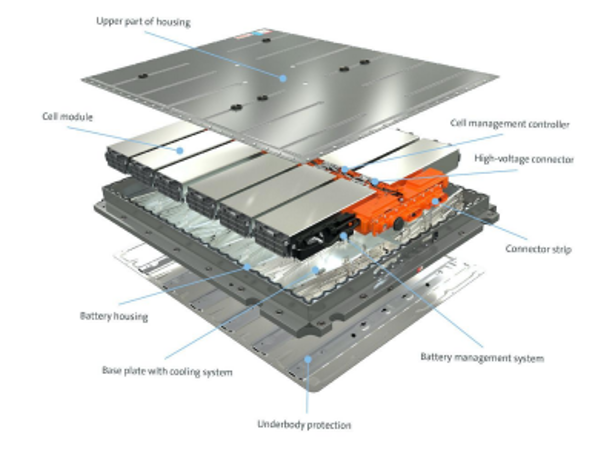 Upper part of housing
Cell module
Cell management controller
High-voltage connector
Connector strip
Battery housing
Base plate with cooling system
Battery management system
Underbody protection